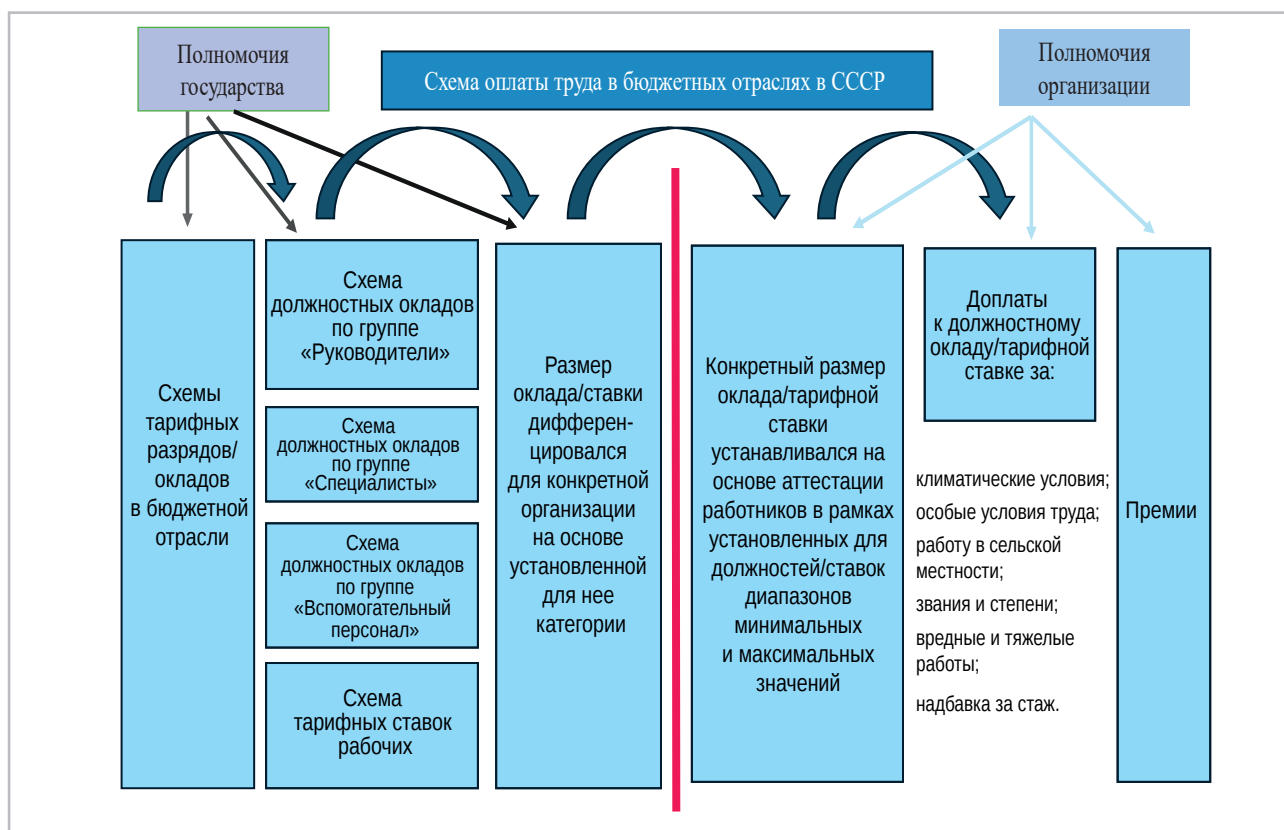 Полномочия
государства
Схема оплаты труда в бюджетных отраслях в СССР
Полномочия
организации
Схемы
тарифных
разрядов/
окладов
в бюджетной
отрасли
Схема
должностных окладов
по группе
«Руководители»
Схема
должностных окладов
по группе
«Специалисты»
Схема
должностных окладов
по группе
«Вспомогательный
персонал»
Схема
тарифных ставок
рабочих
Размер
оклада/ставки
дифферен-
цировался
для конкретной
организации
на основе
установленной
для нее
категории
Конкретный размер
оклада/тарифной
ставки
устанавливался на
основе аттестации
работников в рамках
установленных для
должностей/ставок
диапазонов
минимальных
и максимальных
значений
Доплаты
к должностному
окладу/тарифной
ставке за:
климатические условия;
особые условия труда;
работу в сельской
местности;
звания и степени;
вредные и тяжелые
работы;
надбавка за стаж.
Премии